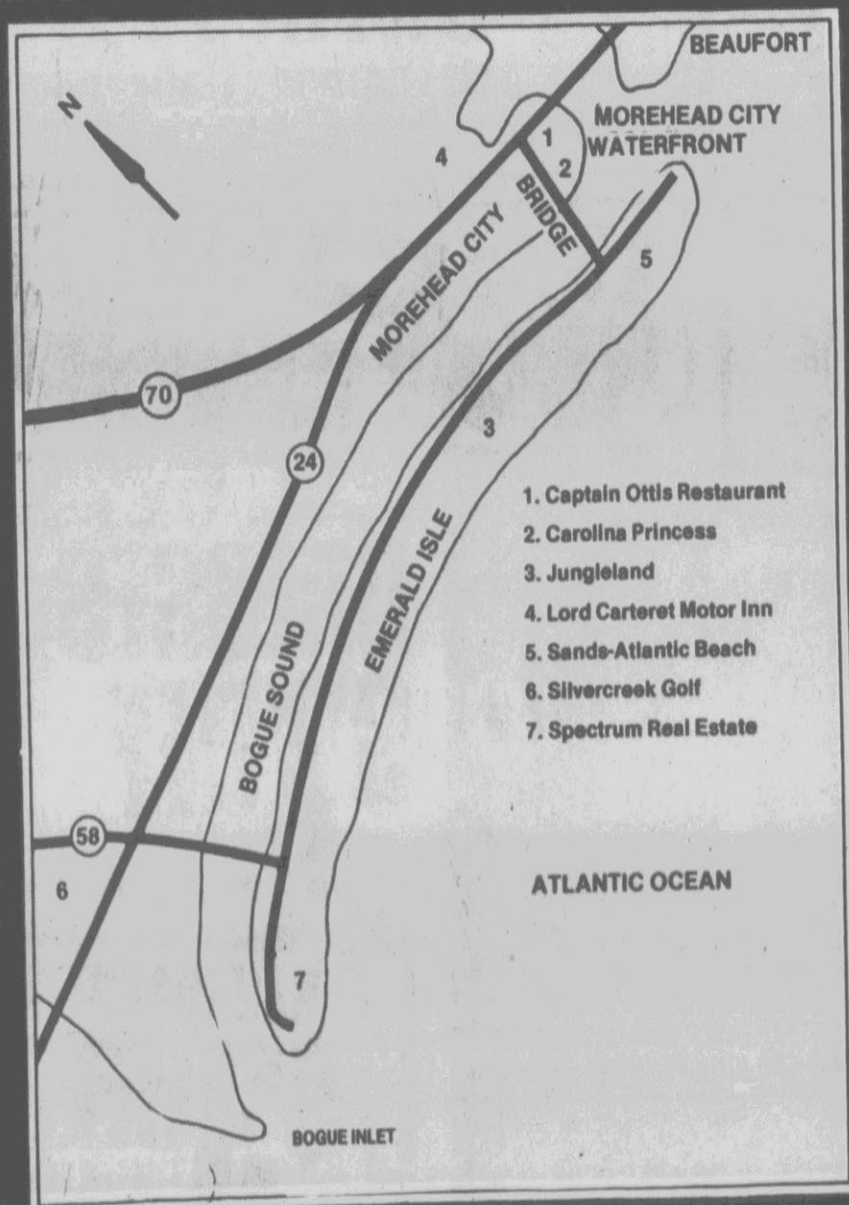 BEAUFORT
MOREHEAD CITY
WATERFRONT
N
4
1
2
BRIDGE
5
MOREHEAD CITY
70
24
3
1. Captain Ottis Restaurant
2. Carolina Princess
3. Jungleland
4. Lord Carteret Motor Inn
5. Sands-Atlantic Beach
6. Silvercreek Golf
7. Spectrum Real Estate
EMERALD ISLE
BOGUE SOUND
58
6
ATLANTIC OCEAN
7
BOGUE INLET